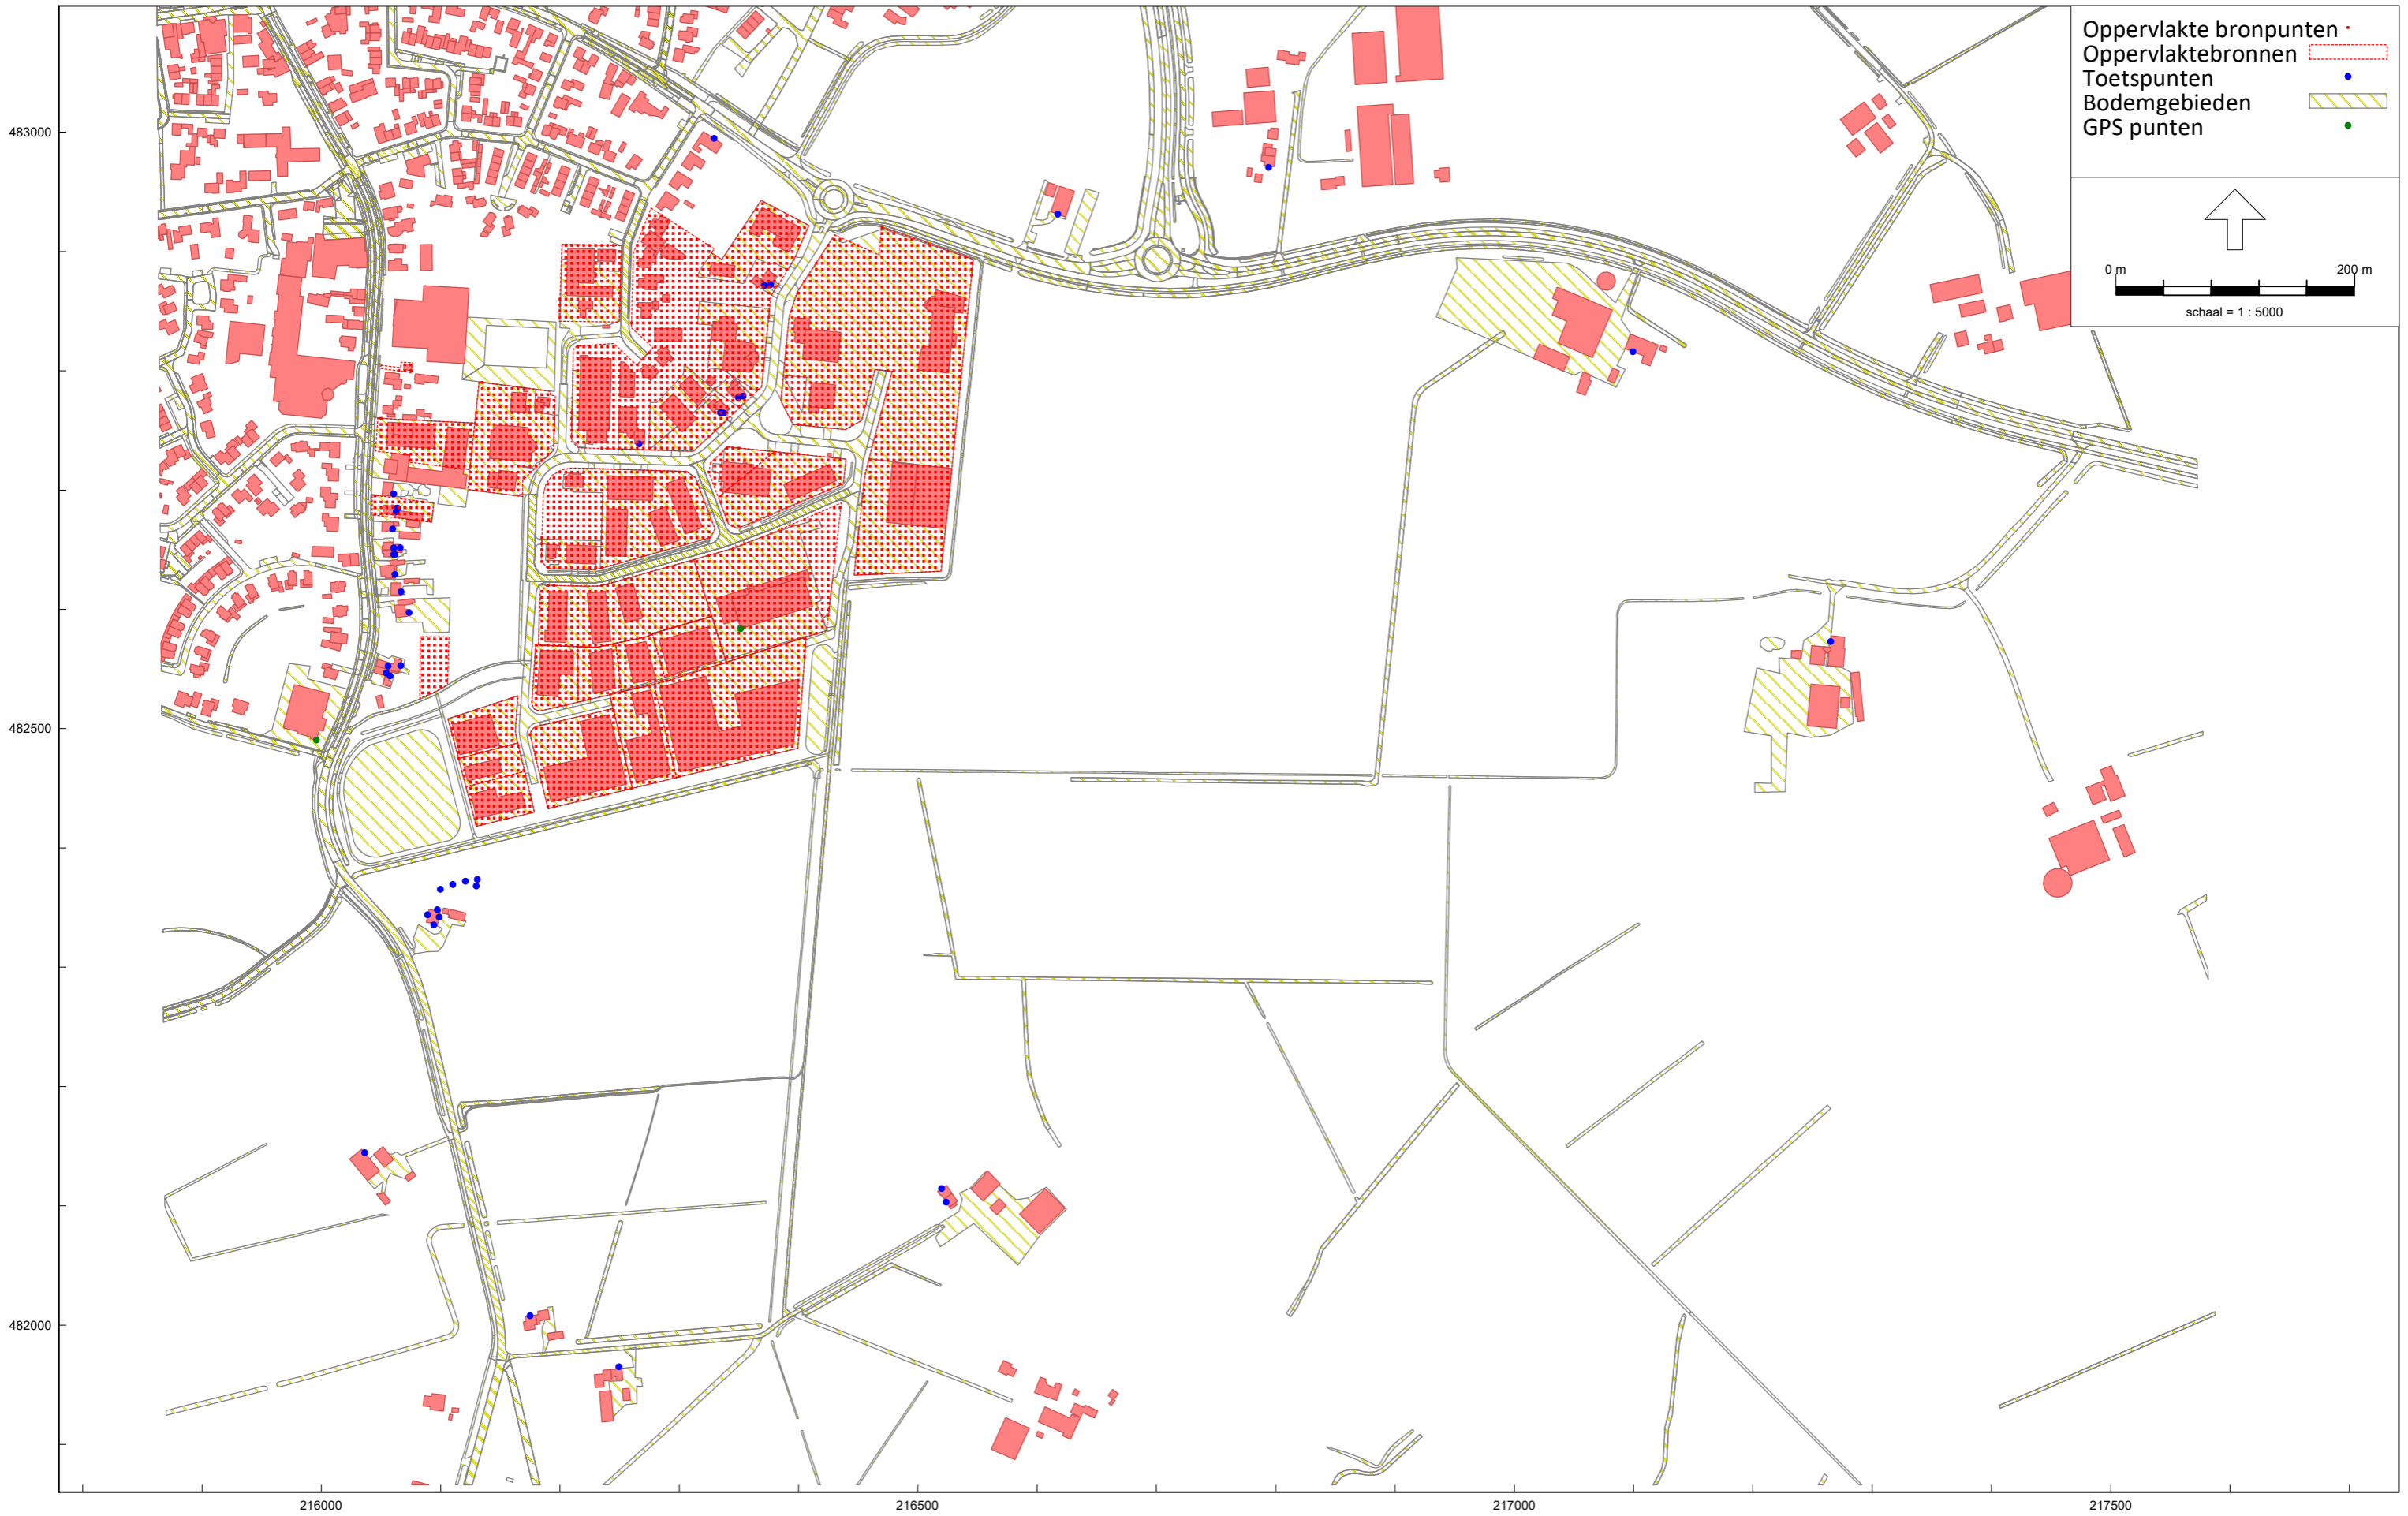 Oppervlakte bronpunten
Oppervlaktebronnen
Toetspunten
Bodemgebieden
GPS punten
0 m 200 m
schaal = 1 : 5000
483000
482500
482000
216000 216500 217000 217500